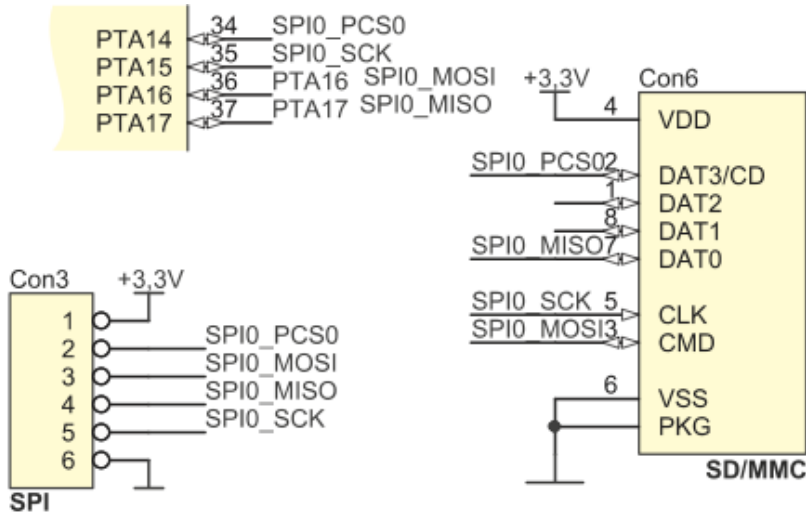 PTA14 34 SPI0_PCS0
PTA15 35 SPI0_SCK
PTA16 36 PTA16 SPI0_MOSI
PTA17 37 PTA17 SPI0_MISO
Con3 +3,3V
1
2 SPI0_PCS0
3 SPI0_MOSI
4 SPI0_MISO
5 SPI0_SCK
6
SPI
+3,3V Con6
4 VDD
SPI0_PCS0 2 DAT3/CD
1 DAT2
8 DAT1
SPI0_MISO 7 DAT0
SPI0_SCK 5 CLK
SPI0_MOSI 3 CMD
6 VSS
PKG
SD/MMC